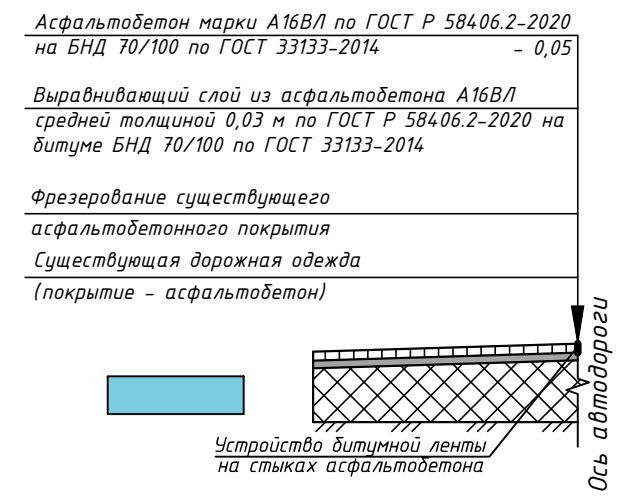 Асфальтобетон марки А16ВЛ по ГОСТ Р 58406.2-2020
на БНД 70/100 по ГОСТ 33133-2014 - 0,05
Выравнивающий слой из асфальтобетона А16ВЛ
средней толщиной 0,03 м по ГОСТ Р 58406.2-2020 на
битуме БНД 70/100 по ГОСТ 33133-2014
Фрезерование существующего
асфальтобетонного покрытия
Существующая дорожная одежда
(покрытие - асфальтобетон)
Устройство битумной ленты
на стыках асфальтобетона
Ось автодороги